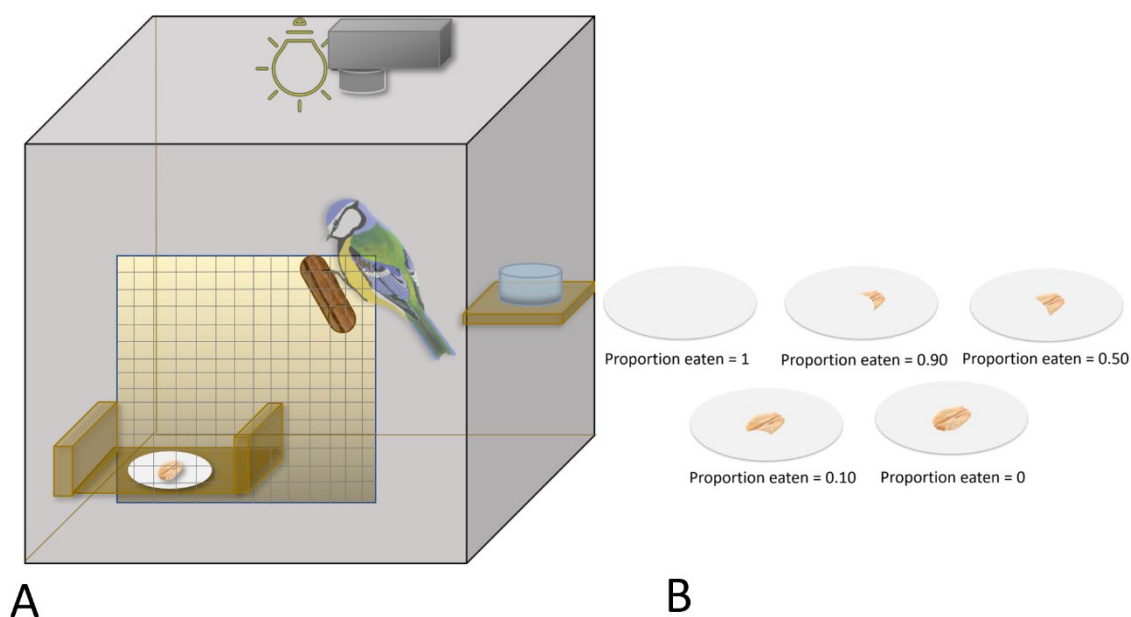 Proportion eaten = 1
Proportion eaten = 0.90
Proportion eaten = 0.50
Proportion eaten = 0.10
Proportion eaten = 0
A
B